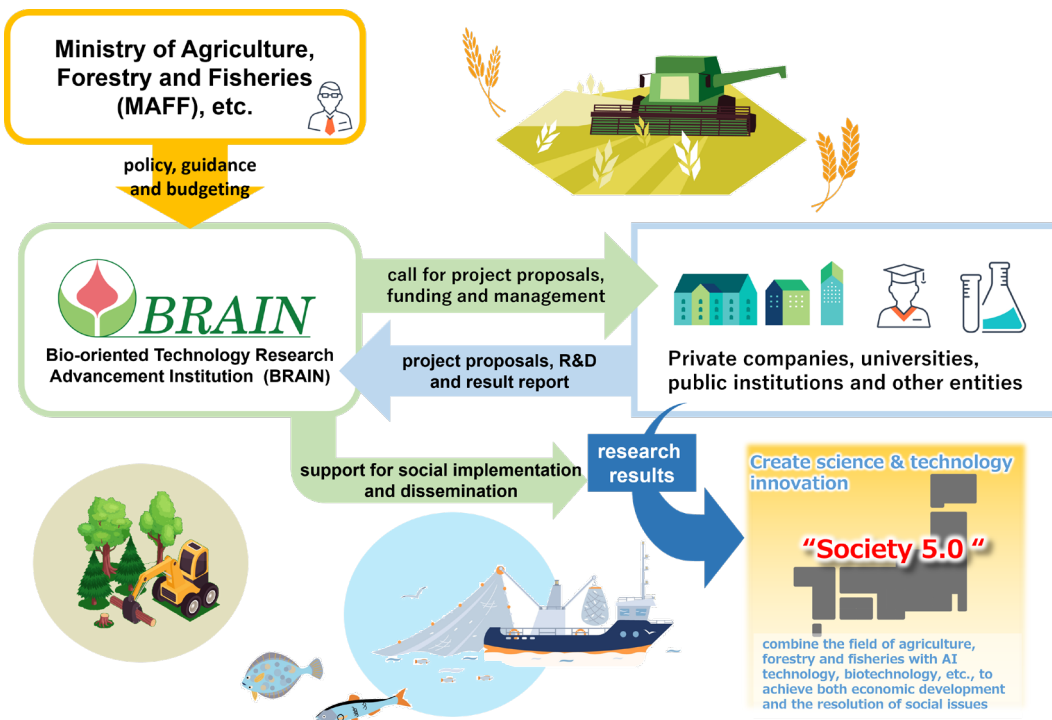 Ministry of Agriculture,
Forestry and Fisheries
(MAFF), etc.
policy, guidance
and budgeting
BRAIN
Bio-oriented Technology Research
Advancement Institution (BRAIN)
call for project proposals,
funding and management
project proposals, R&D
and result report
Private companies, universities,
public institutions and other entities
support for social implementation
and dissemination
research
results
Create science & technology
innovation
“Society 5.0 “
combine the field of agriculture,
forestry and fisheries with AI
technology, biotechnology, etc., to
achieve both economic development
and the resolution of social issues